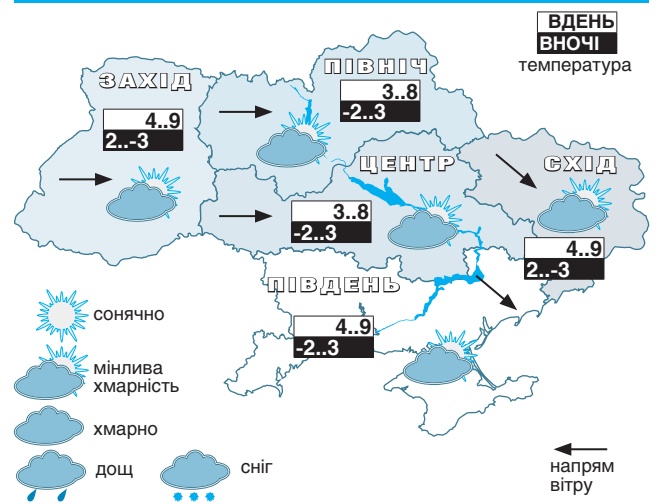 ВДЕНЬ
ВНОЧІ
температура
ЗАХІД
4..9
2..-3
ПІВНІЧ
3..8
-2..3
ЦЕНТР
3..8
-2..3
СХІД
4..9
2..-3
ПІВДЕНЬ
4..9
-2..3
сонячно
мінлива
хмарність
хмарно
дощ
сніг
напрям
вітру